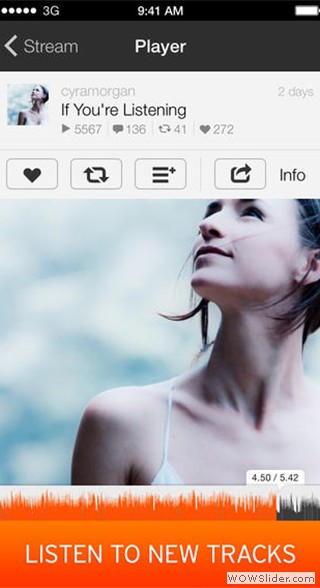 3G 9:41 AM
Stream Player
cyramorgan 2 days
If You're Listening
5567 136 41 272
Info
4.50 / 5.42
LISTEN TO NEW TRACKS
WOWSlider.com